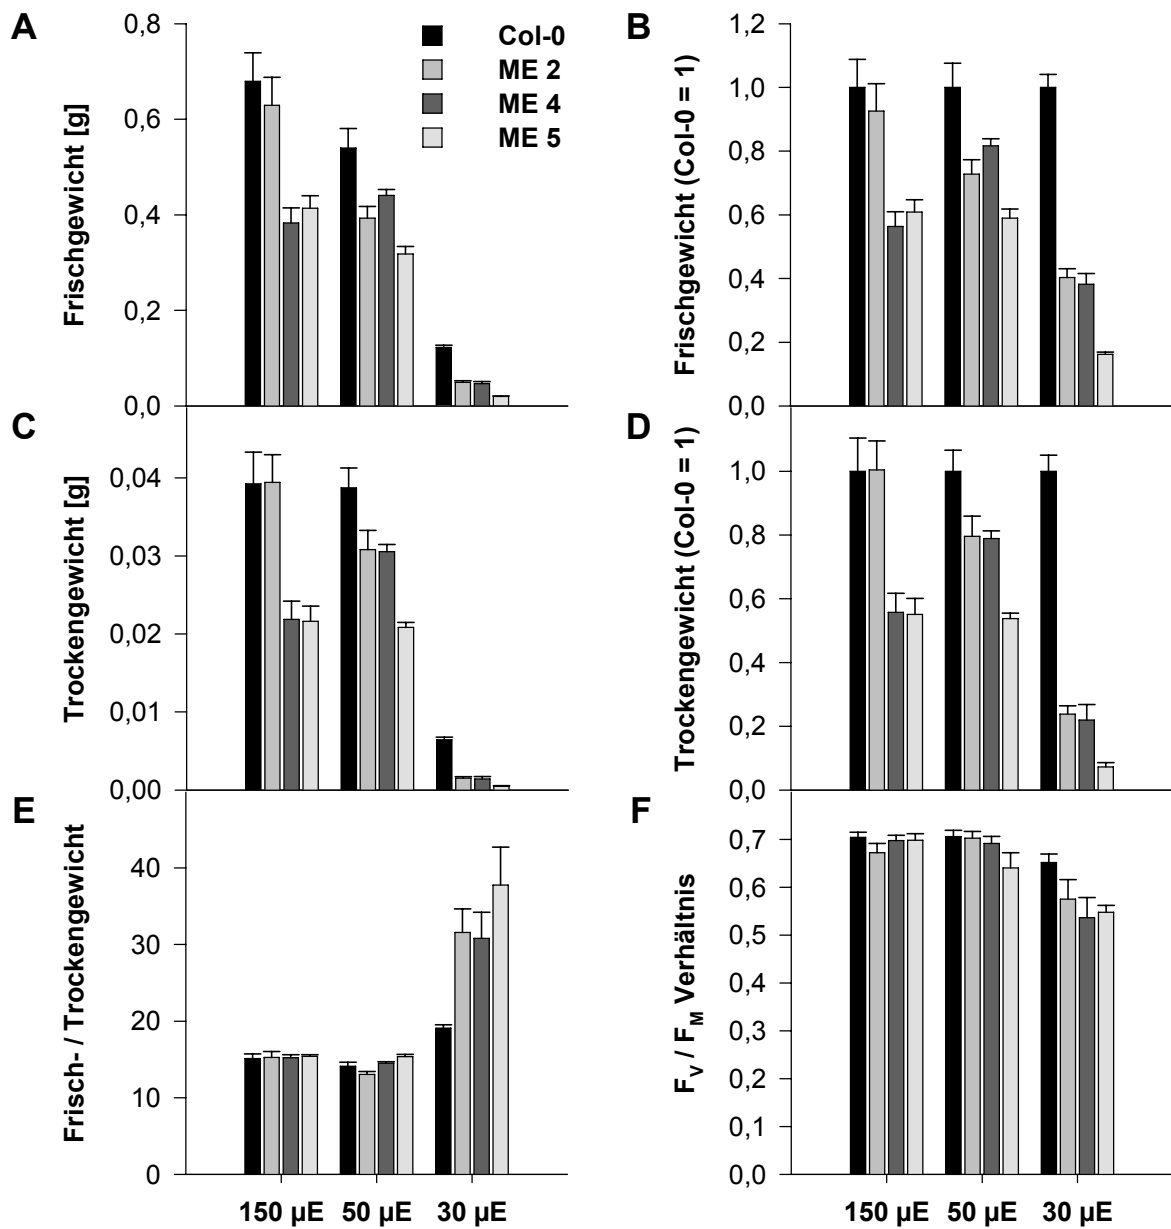 A
Frischgewicht [g]
0,8
0,6
0,4
0,2
0,0
Col-0
ME 2
ME 4
ME 5
B
Frischgewicht (Col-0 = 1)
1,2
1,0
0,8
0,6
0,4
0,2
0,0
C
Trockengewicht [g]
0,04
0,03
0,02
0,01
0,00
D
Trockengewicht (Col-0 = 1)
1,0
0,8
0,6
0,4
0,2
0,0
E
Frisch- / Trockengewicht
40
30
20
10
0
150 µE 50 µE 30 µE
F
FV / FM Verhältnis
0,7
0,6
0,5
0,4
0,3
0,2
0,1
0,0
150 µE 50 µE 30 µE